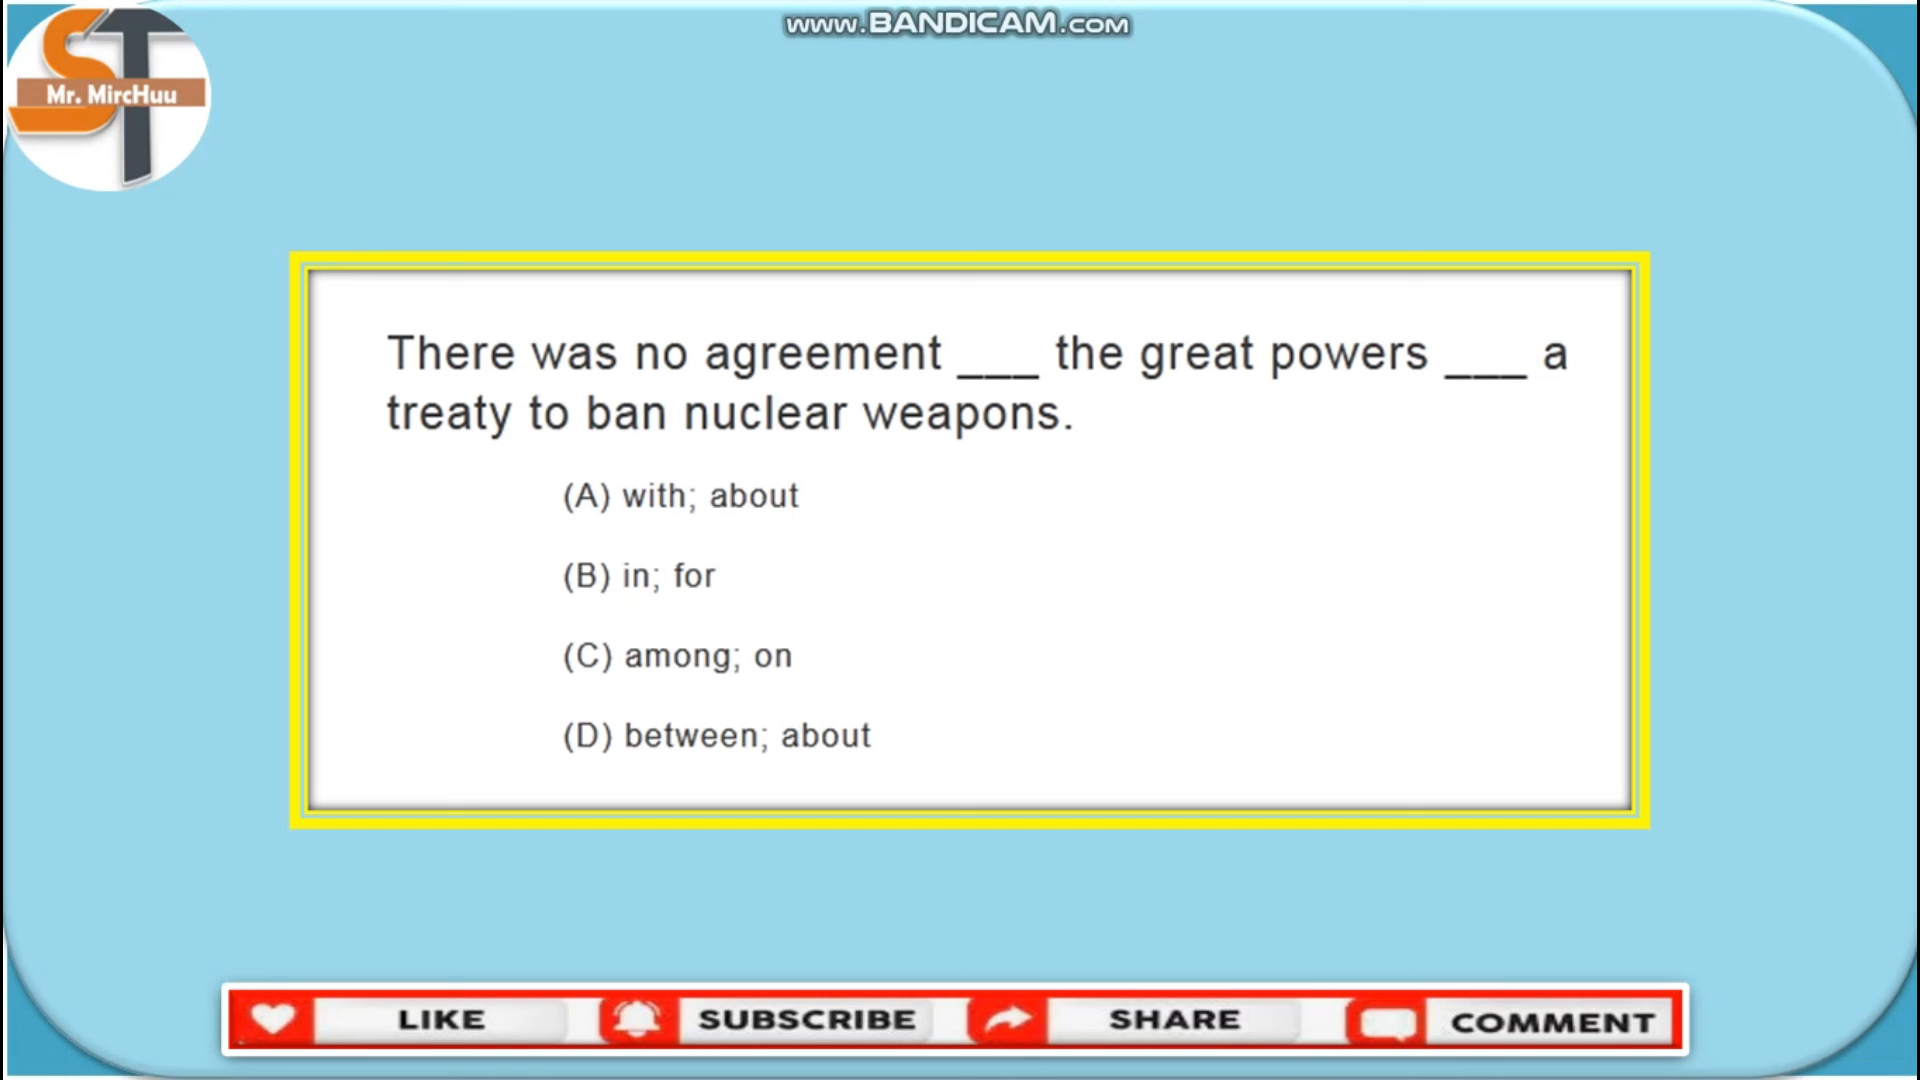 www.BANDICAM.com
ST
Mr. MircHuu
There was no agreement ___ the great powers ___ a
treaty to ban nuclear weapons.
(A) with; about
(B) in; for
(C) among; on
(D) between; about
LIKE SUBSCRIBE SHARE COMMENT